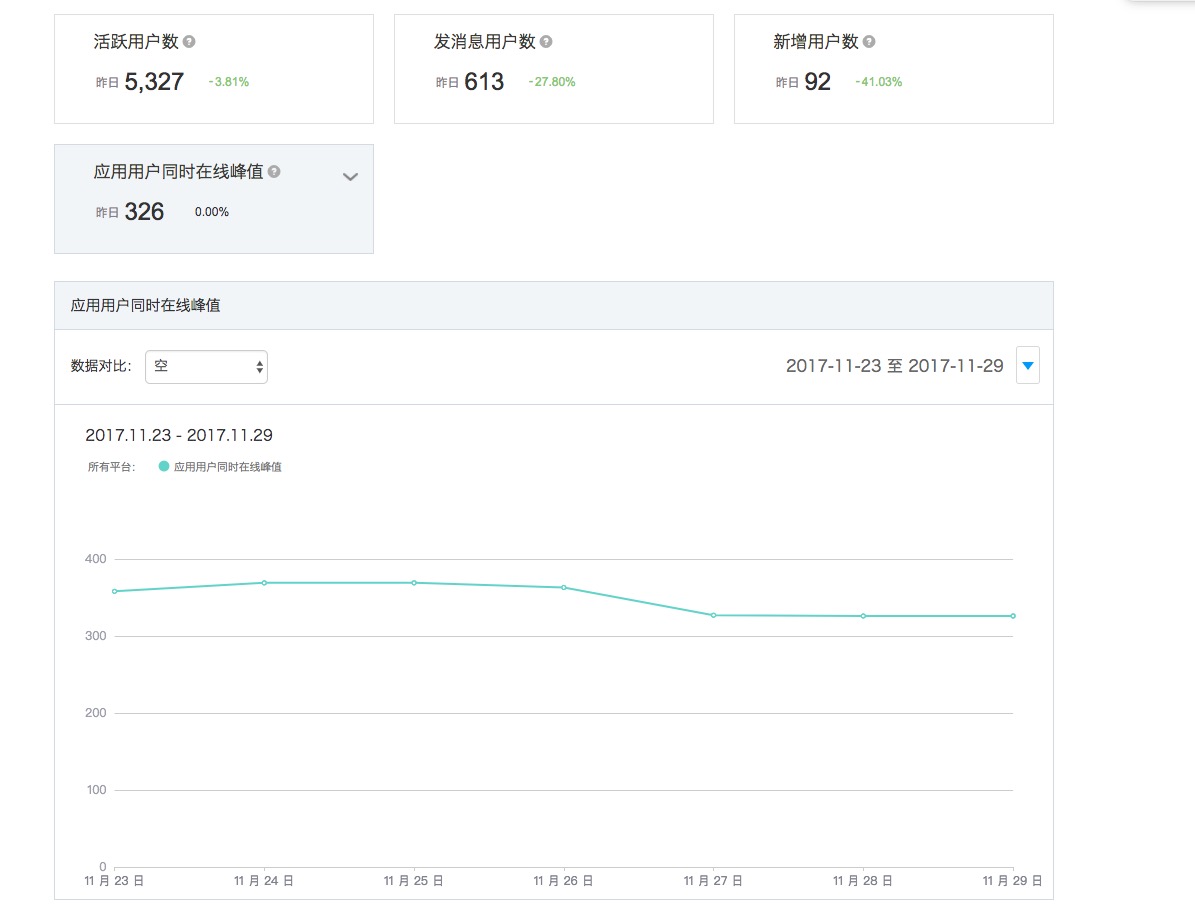 活跃用户数 ?
昨日 5,327 -3.81%
发消息用户数 ?
昨日 613 -27.80%
新增用户数 ?
昨日 92 -41.03%
应用用户同时在线峰值 ?
昨日 326 0.00%
应用用户同时在线峰值
数据对比: 空 2017-11-23 至 2017-11-29
2017.11.23 - 2017.11.29
所有平台: 应用用户同时在线峰值
400
300
200
100
0
11 月 23 日 11 月 24 日 11 月 25 日 11 月 26 日 11 月 27 日 11 月 28 日 11 月 29 日